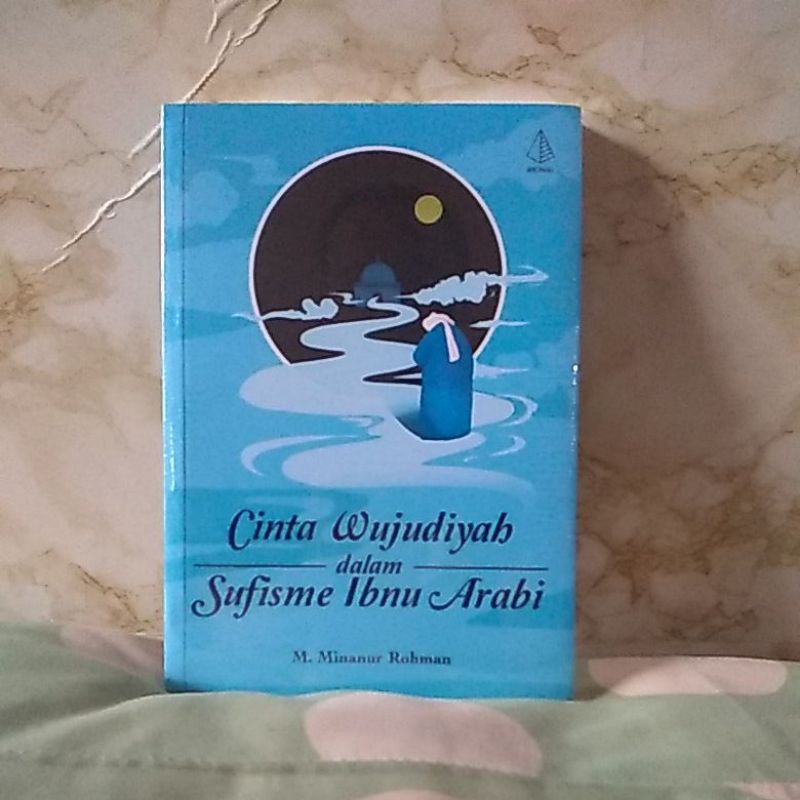 Cinta Wujudiyah
dalam
Sufisme Ibnu Arabi
M. Minanur Rohman